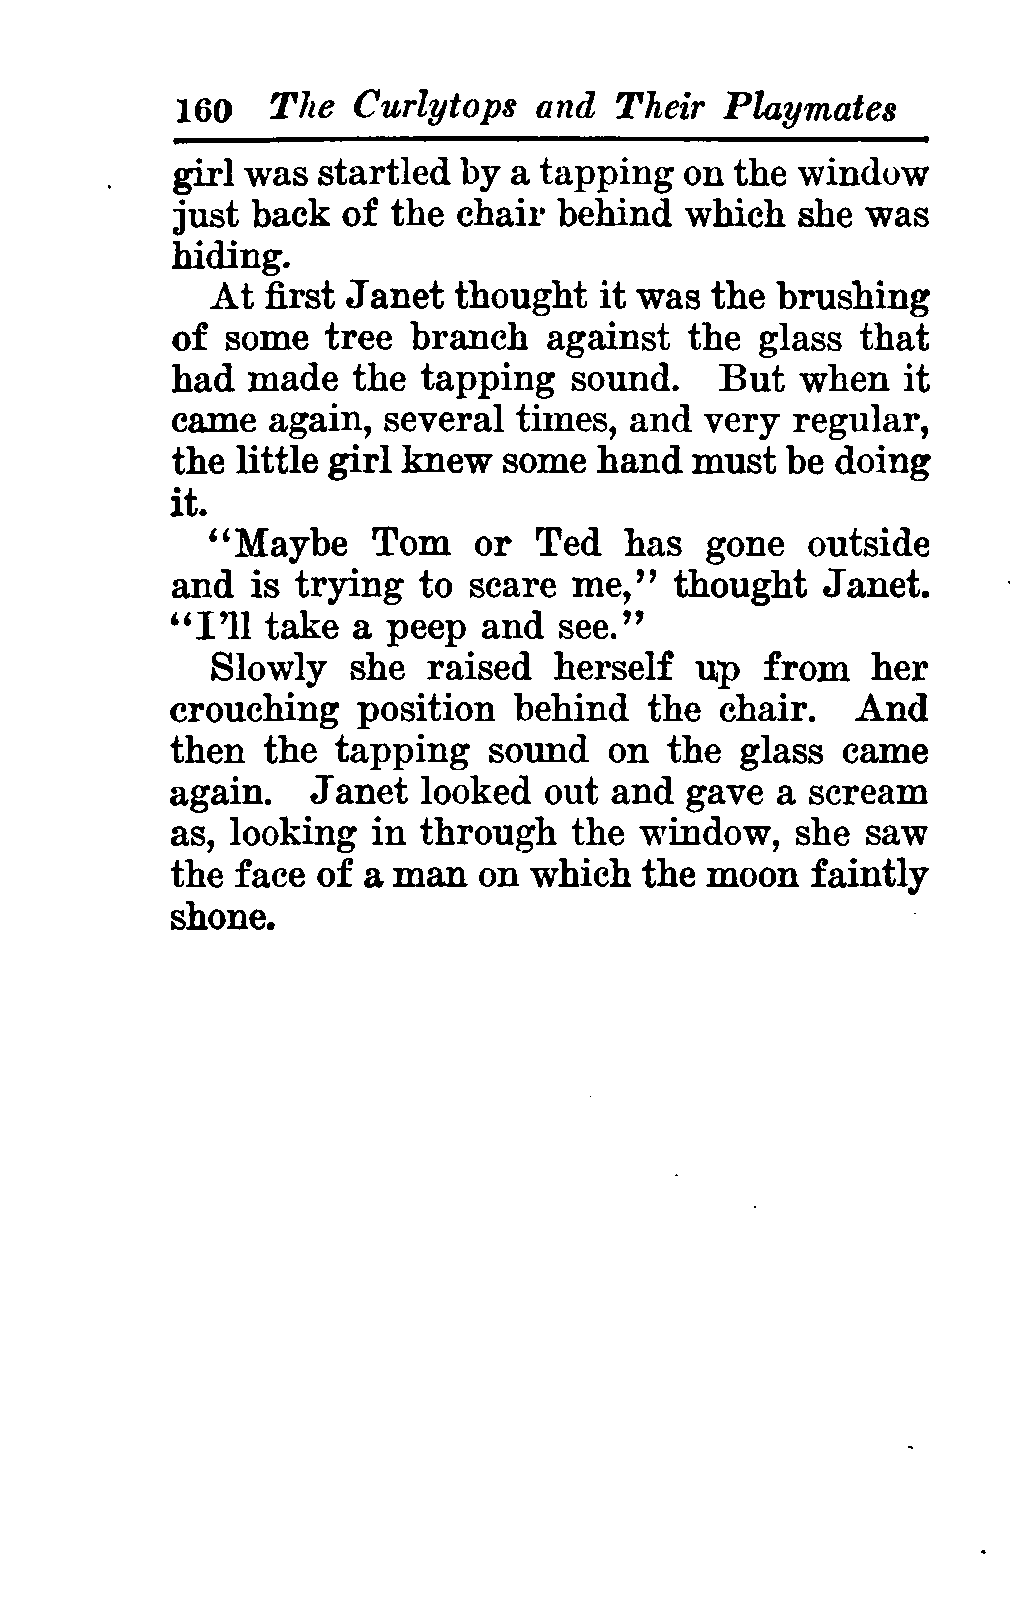 160 The Curlytops and Their Playmates
girl was startled by a tapping on the window
just back of the chair behind which she was
hiding.
At first Janet thought it was the brushing
of some tree branch against the glass that
had made the tapping sound. But when it
came again, several times, and very regular,
the little girl knew some hand must be doing
it.
“Maybe Tom or Ted has gone outside
and is trying to scare me,” thought Janet.
“I’ll take a peep and see.”
Slowly she raised herself up from her
crouching position behind the chair. And
then the tapping sound on the glass came
again. Janet looked out and gave a scream
as, looking in through the window, she saw
the face of a man on which the moon faintly
shone.